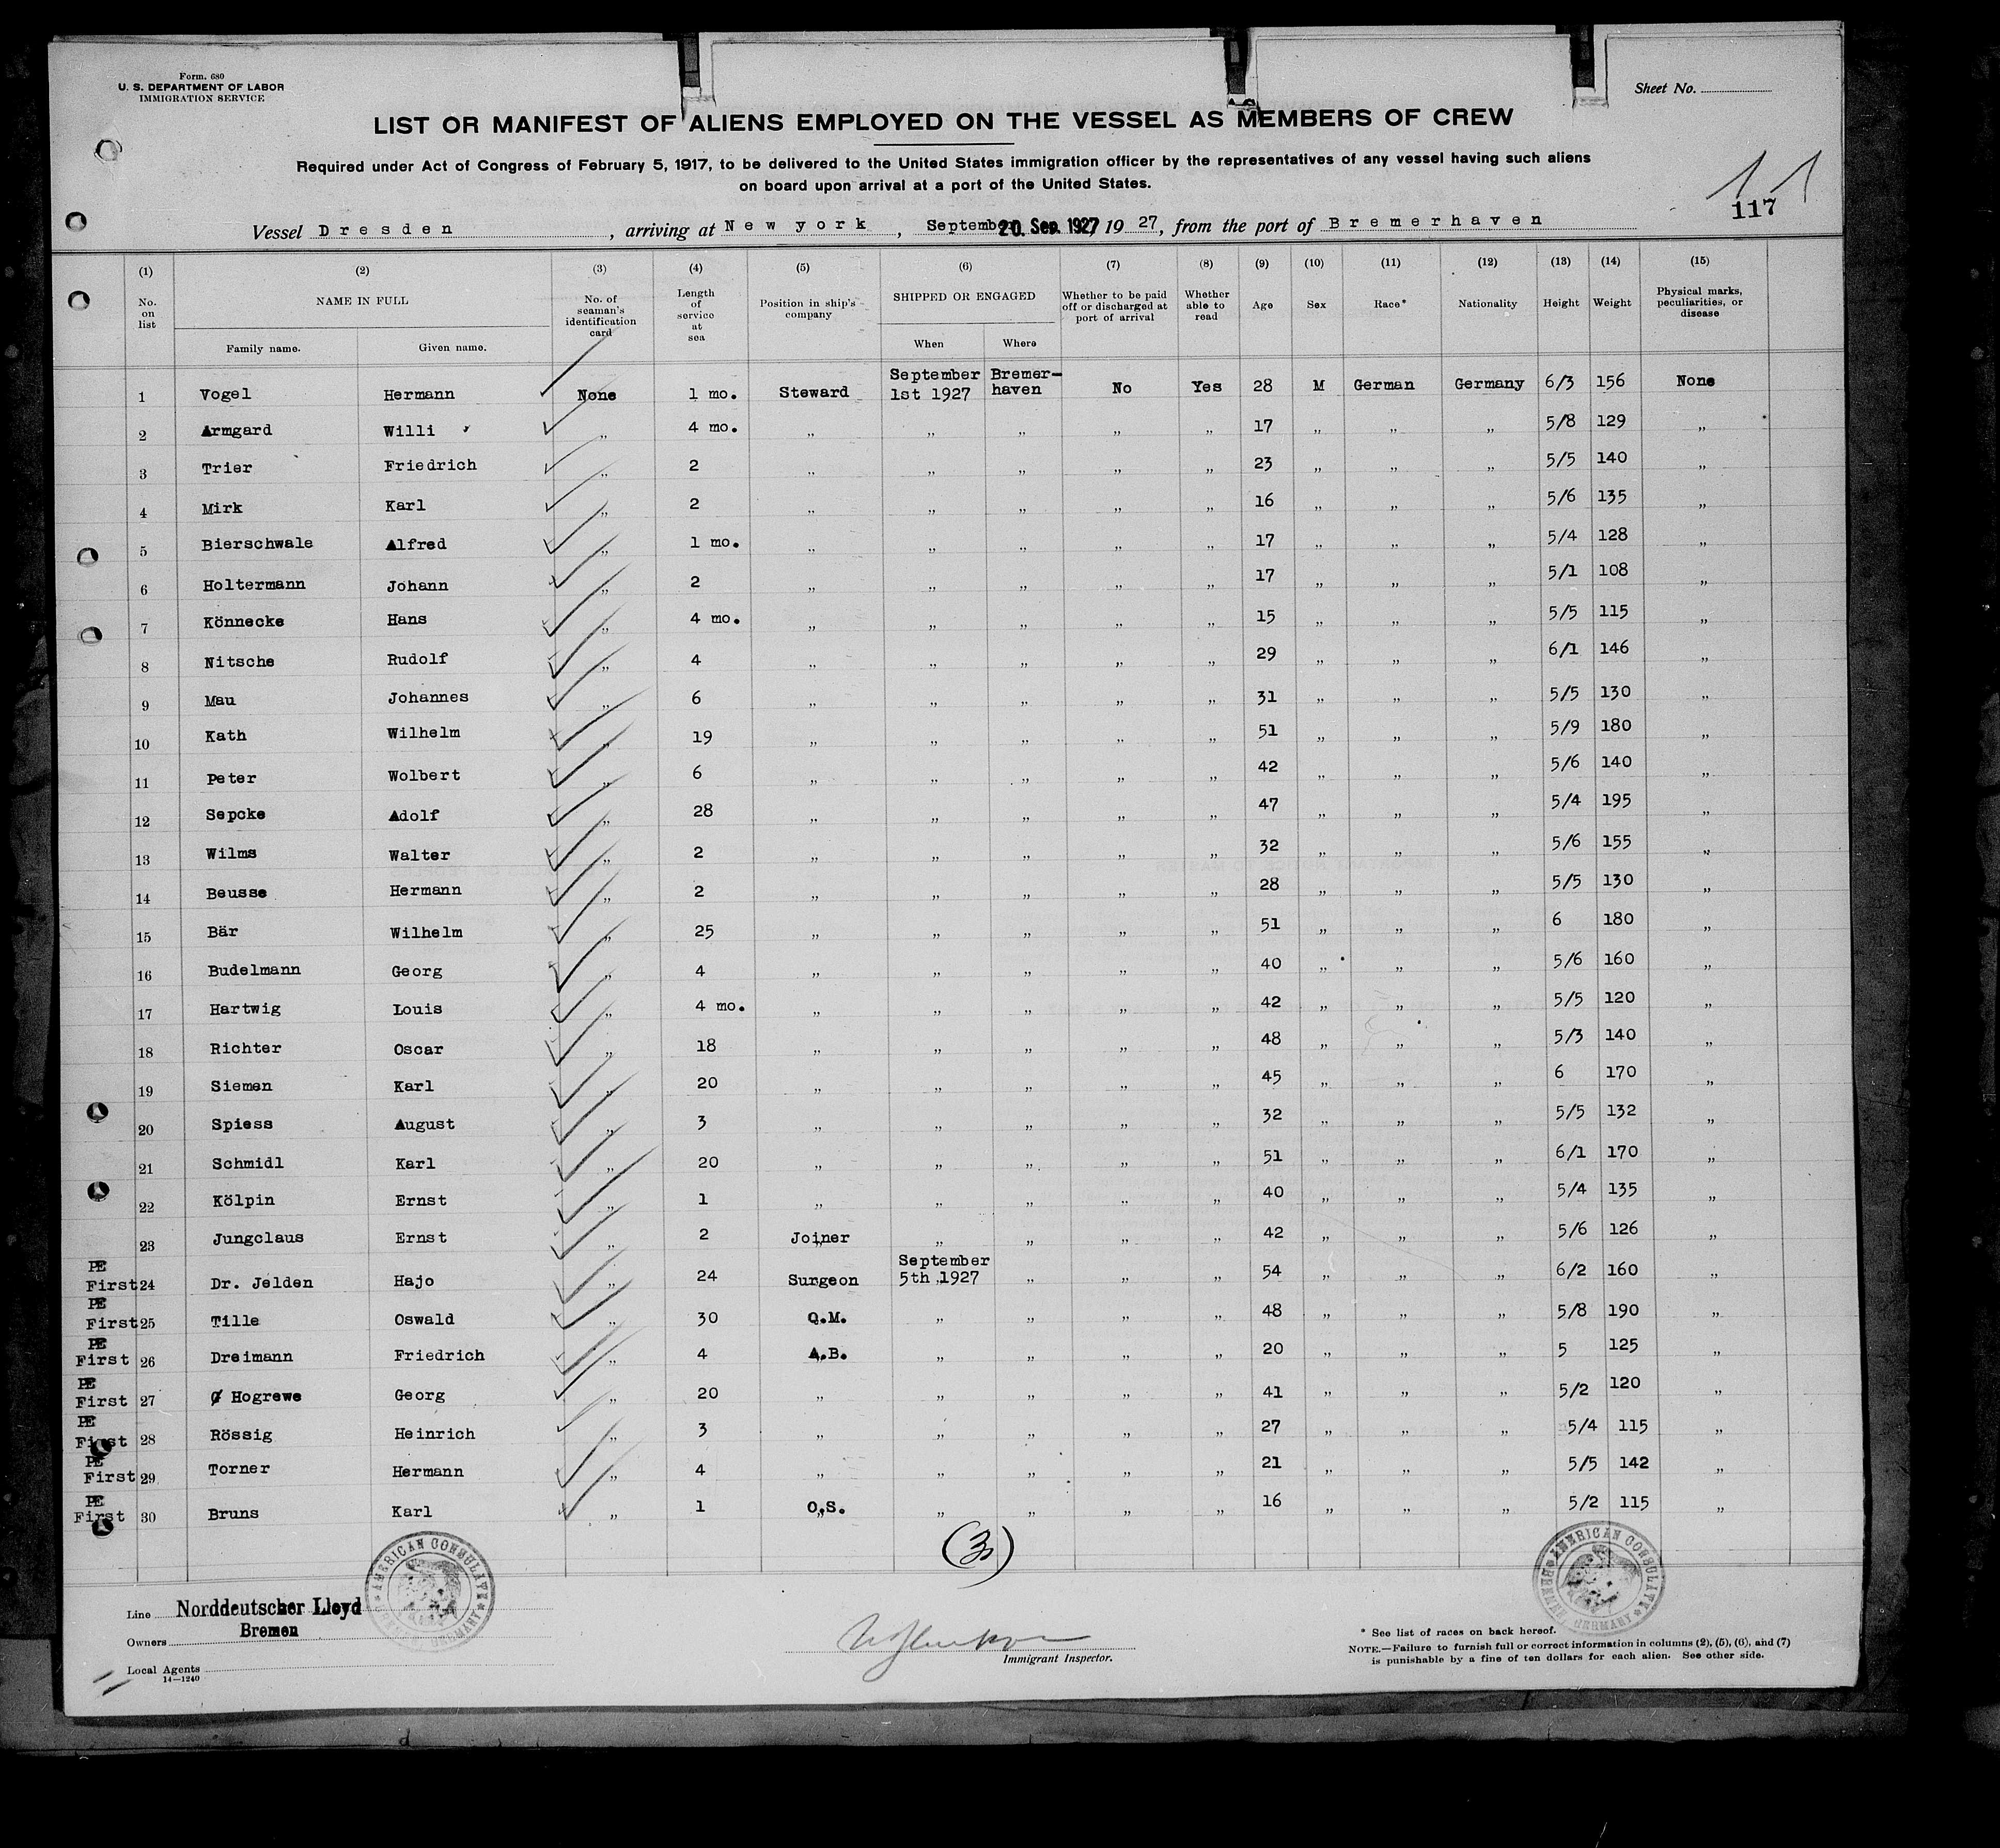 Form. 680
U. S. DEPARTMENT OF LABOR
IMMIGRATION SERVICE
Sheet No.
LIST OR MANIFEST OF ALIENS EMPLOYED ON THE VESSEL AS MEMBERS OF CREW
Required under Act of Congress of February 5, 1917, to be delivered to the United States immigration officer by the representatives of any vessel having such aliens
on board upon arrival at a port of the United States.
117
Vessel Dresden, arriving at New york, Septemb 20. Sep. 1927 19 27, from the port of Bremerhaven
(1) (2) (3) (4) (5) (6) (7) (8) (9) (10) (11) (12) (13) (14) (15)
No. on list NAME IN FULL Family name. Given name. No. of seaman's identification card Length of service at sea Position in ship's company SHIPPED OR ENGAGED When Where Whether to be paid off or discharged at port of arrival Whether able to read Age Sex Race* Nationality Height Weight Physical marks, peculiarities, or disease
1 Vogel Hermann None 1 mo. Steward September 1st 1927 Bremer-haven No Yes 28 M German Germany 6/3 156 None
2 Armgard Willi „ 4 mo. „ „ „ „ „ 17 „ „ „ 5/8 129 „
3 Trier Friedrich „ 2 „ „ „ „ „ 23 „ „ „ 5/5 140 „
4 Mirk Karl „ 2 „ „ „ „ „ 16 „ „ „ 5/6 135 „
5 Bierschwale Alfred „ 1 mo. „ „ „ „ „ 17 „ „ „ 5/4 128 „
6 Holtermann Johann „ 2 „ „ „ „ „ 17 „ „ „ 5/1 108 „
7 Könnecke Hans „ 4 mo. „ „ „ „ „ 15 „ „ „ 5/5 115 „
8 Nitsche Rudolf „ 4 „ „ „ „ „ 29 „ „ „ 6/1 146 „
9 Mau Johannes „ 6 „ „ „ „ „ 31 „ „ „ 5/5 130 „
10 Kath Wilhelm „ 19 „ „ „ „ „ 51 „ „ „ 5/9 180 „
11 Peter Wolbert „ 6 „ „ „ „ „ 42 „ „ „ 5/6 140 „
12 Sepcke Adolf „ 28 „ „ „ „ „ 47 „ „ „ 5/4 195 „
13 Wilms Walter „ 2 „ „ „ „ „ 32 „ „ „ 5/6 155 „
14 Beusse Hermann „ 2 „ „ „ „ „ 28 „ „ „ 5/5 130 „
15 Bär Wilhelm „ 25 „ „ „ „ „ 51 „ „ „ 6 180 „
16 Budelmann Georg „ 4 „ „ „ „ „ 40 „ „ „ 5/6 160 „
17 Hartwig Louis „ 4 mo. „ „ „ „ „ 42 „ „ „ 5/5 120 „
18 Richter Oscar „ 18 „ „ „ „ „ 48 „ „ „ 5/3 140 „
19 Siemen Karl „ 20 „ „ „ „ „ 45 „ „ „ 6 170 „
20 Spiess August „ 3 „ „ „ „ „ 32 „ „ „ 5/5 132 „
21 Schmidl Karl „ 20 „ „ „ „ „ 51 „ „ „ 6/1 170 „
22 Kölpin Ernst „ 1 „ „ „ „ „ 40 „ „ „ 5/4 135 „
23 Jungclaus Ernst „ 2 Joiner „ „ „ „ 42 „ „ „ 5/6 126 „
PE First 24 Dr. Jelden Hajo „ 24 Surgeon September 5th 1927 „ „ „ 54 „ „ „ 6/2 160 „
PE First 25 Tille Oswald „ 30 Q.M. „ „ „ „ 48 „ „ „ 5/8 190 „
PE First 26 Dreimann Friedrich „ 4 A.B. „ „ „ „ 20 „ „ „ 5 125 „
PE First 27 Hogrewe Georg „ 20 „ „ „ „ „ 41 „ „ „ 5/2 120 „
PE First 28 Rössig Heinrich „ 3 „ „ „ „ „ 27 „ „ „ 5/4 115 „
PE First 29 Torner Hermann „ 4 „ „ „ „ „ 21 „ „ „ 5/5 142 „
PE First 30 Bruns Karl „ 1 O.S. „ „ „ „ 16 „ „ „ 5/2 115 „
AMERICAN CONSULATE
AMERICAN CONSULATE BREMEN GERMANY
Line Norddeutscher Lloyd
Bremen
Owners
Local Agents
14—1240
Immigrant Inspector.
* See list of races on back hereof.
NOTE.—Failure to furnish full or correct information in columns (2), (5), (6), and (7)
is punishable by a fine of ten dollars for each alien. See other side.